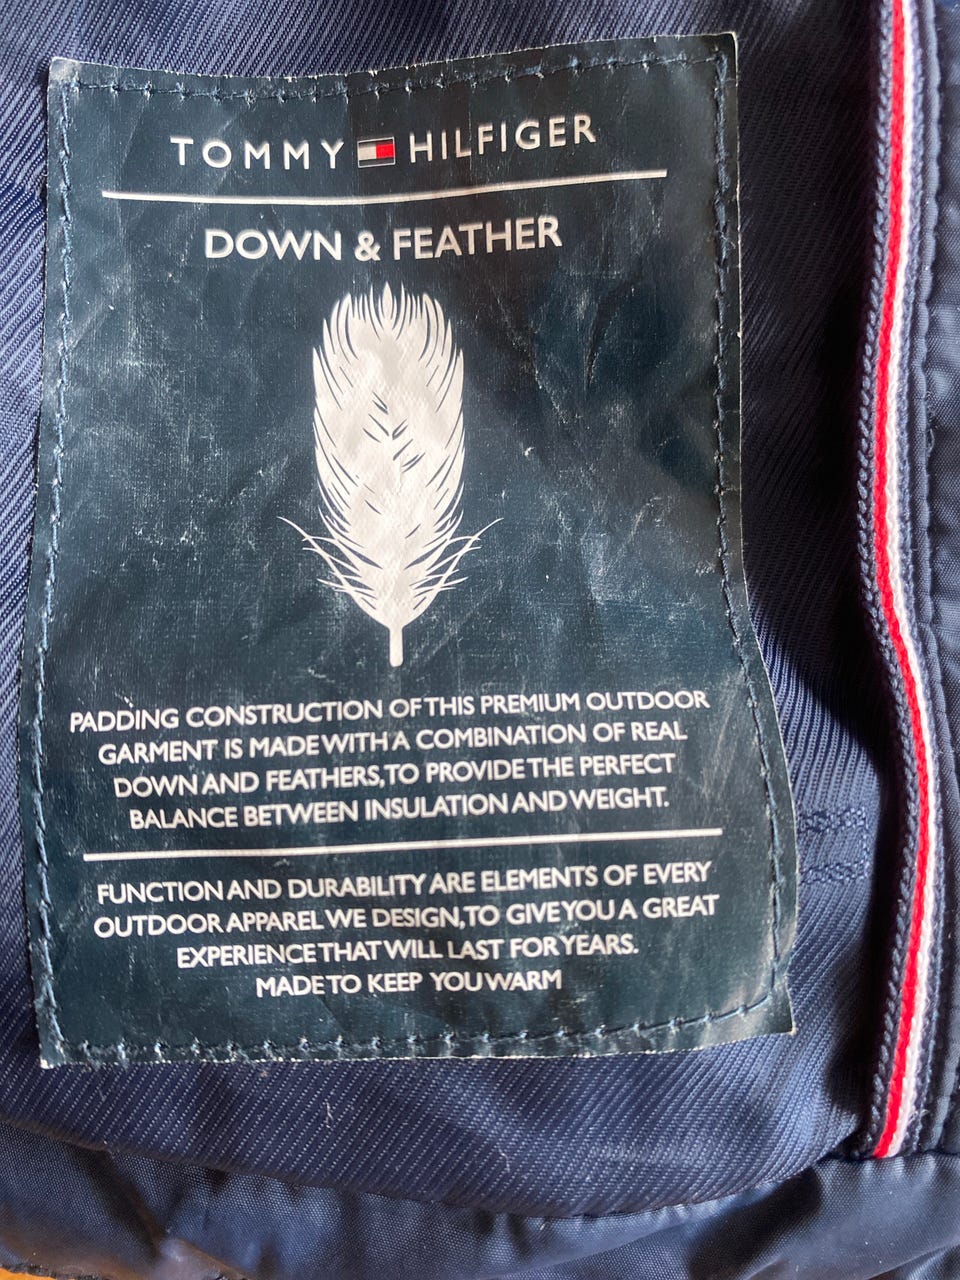 TOMMY HILFIGER
DOWN & FEATHER
PADDING CONSTRUCTION OF THIS PREMIUM OUTDOOR
GARMENT IS MADE WITH A COMBINATION OF REAL
DOWN AND FEATHERS, TO PROVIDE THE PERFECT
BALANCE BETWEEN INSULATION AND WEIGHT.
FUNCTION AND DURABILITY ARE ELEMENTS OF EVERY
OUTDOOR APPAREL WE DESIGN, TO GIVE YOU A GREAT
EXPERIENCE THAT WILL LAST FOR YEARS.
MADE TO KEEP YOU WARM